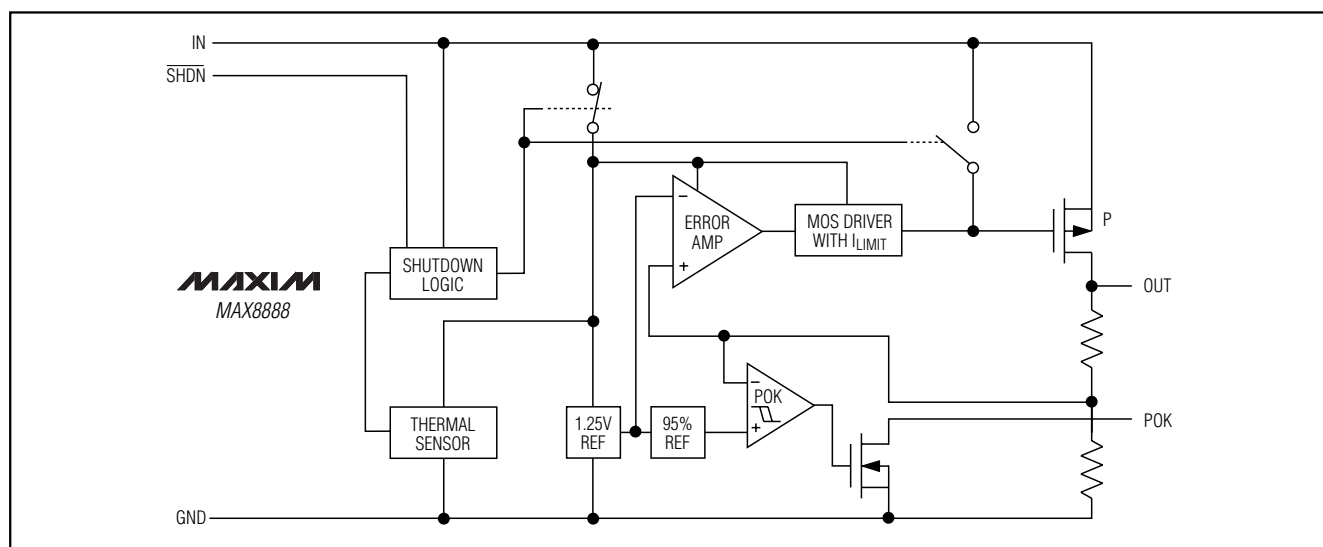 IN
SHDN
P
−
ERROR
AMP
+
MOS DRIVER
WITH ILIMIT
SHUTDOWN
LOGIC
MAXIM
MAX8888
OUT
THERMAL
SENSOR
1.25V
REF
95%
REF
−
POK
+
POK
GND